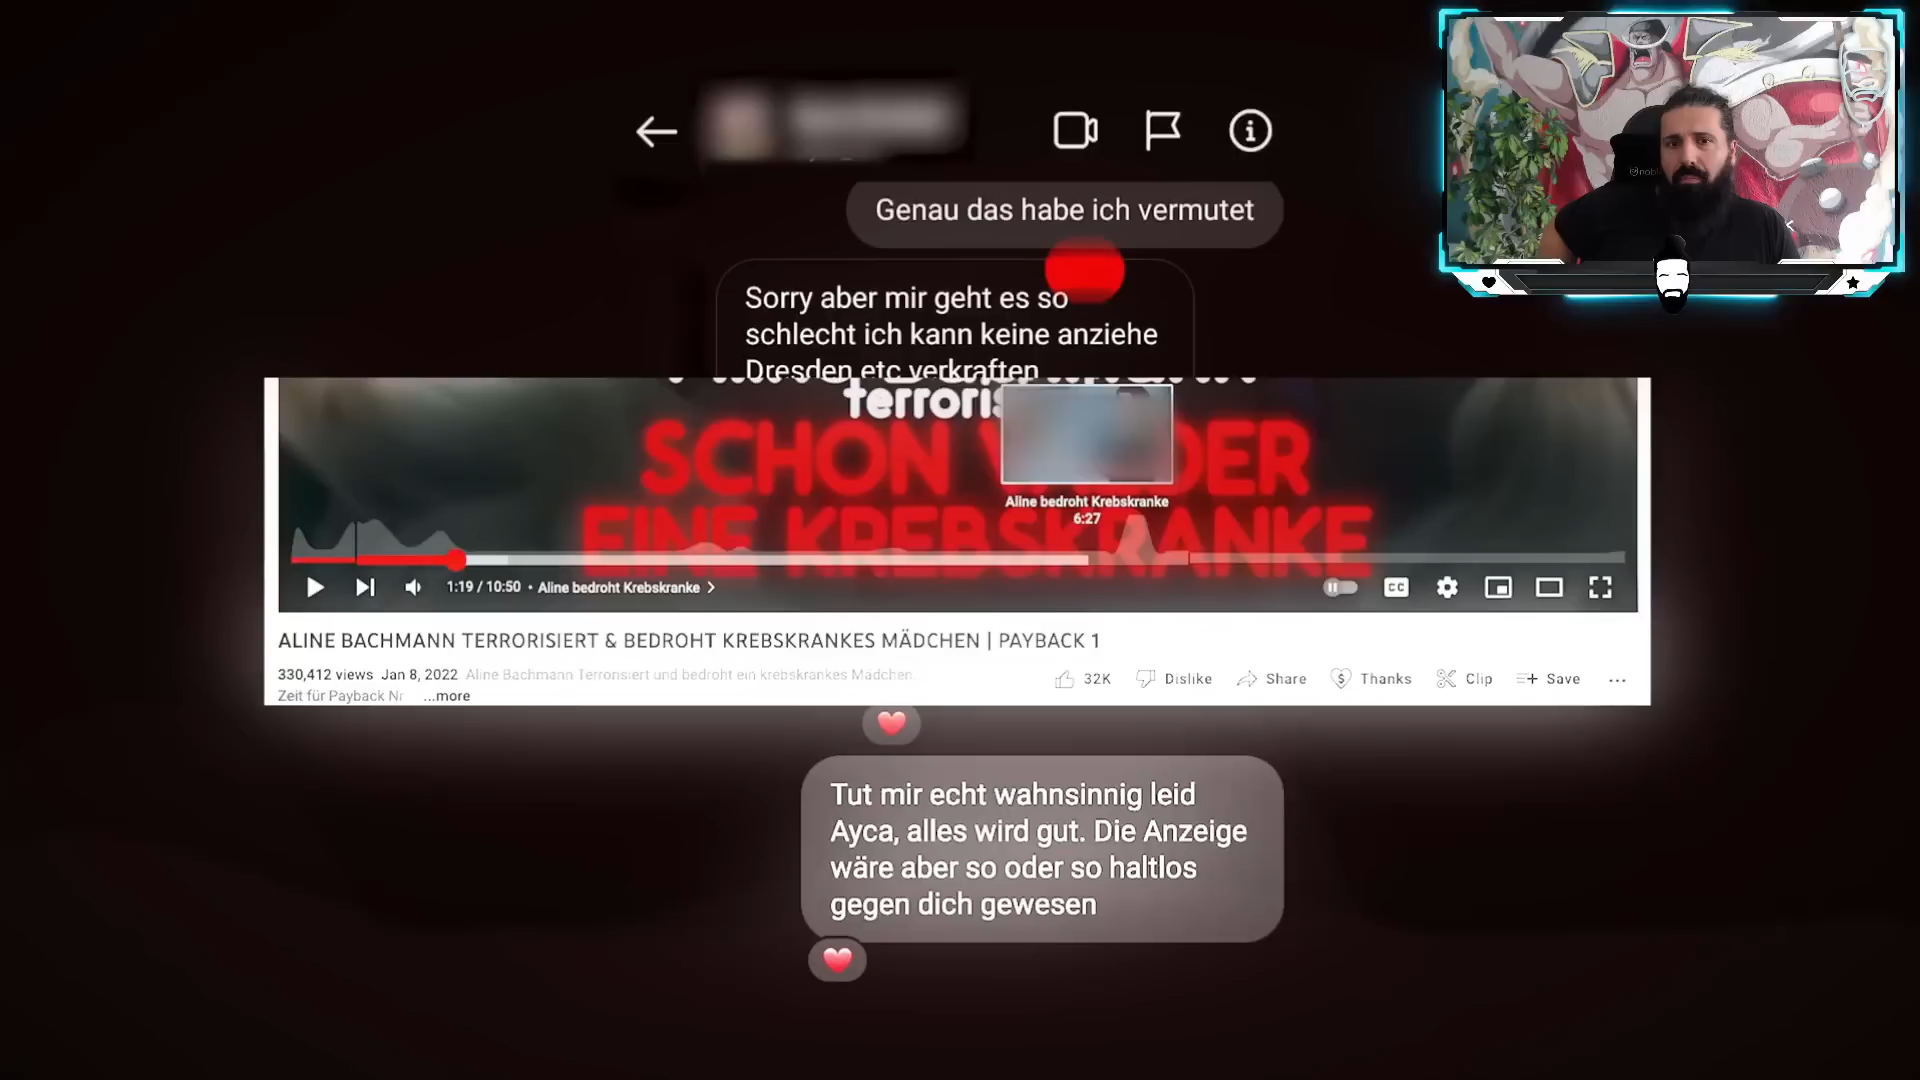 Genau das habe ich vermutet
Sorry aber mir geht es so
schlecht ich kann keine anziehe
Dresden etc verkraften
SCHON
EINE KREBSKRANKE
Aline bedroht Krebskranke
6:27
1:19 / 10:50 • Aline bedroht Krebskranke
CC
ALINE BACHMANN TERRORISIERT & BEDROHT KREBSKRANKES MÄDCHEN | PAYBACK 1
330,412 views Jan 8, 2022 Aline Bachmann Terrorisiert und bedroht ein krebskrankes Mädchen...
32K Dislike Share Thanks Clip Save
Zeit für Payback Nr ...more
Tut mir echt wahnsinnig leid
Ayca, alles wird gut. Die Anzeige
wäre aber so oder so haltlos
gegen dich gewesen